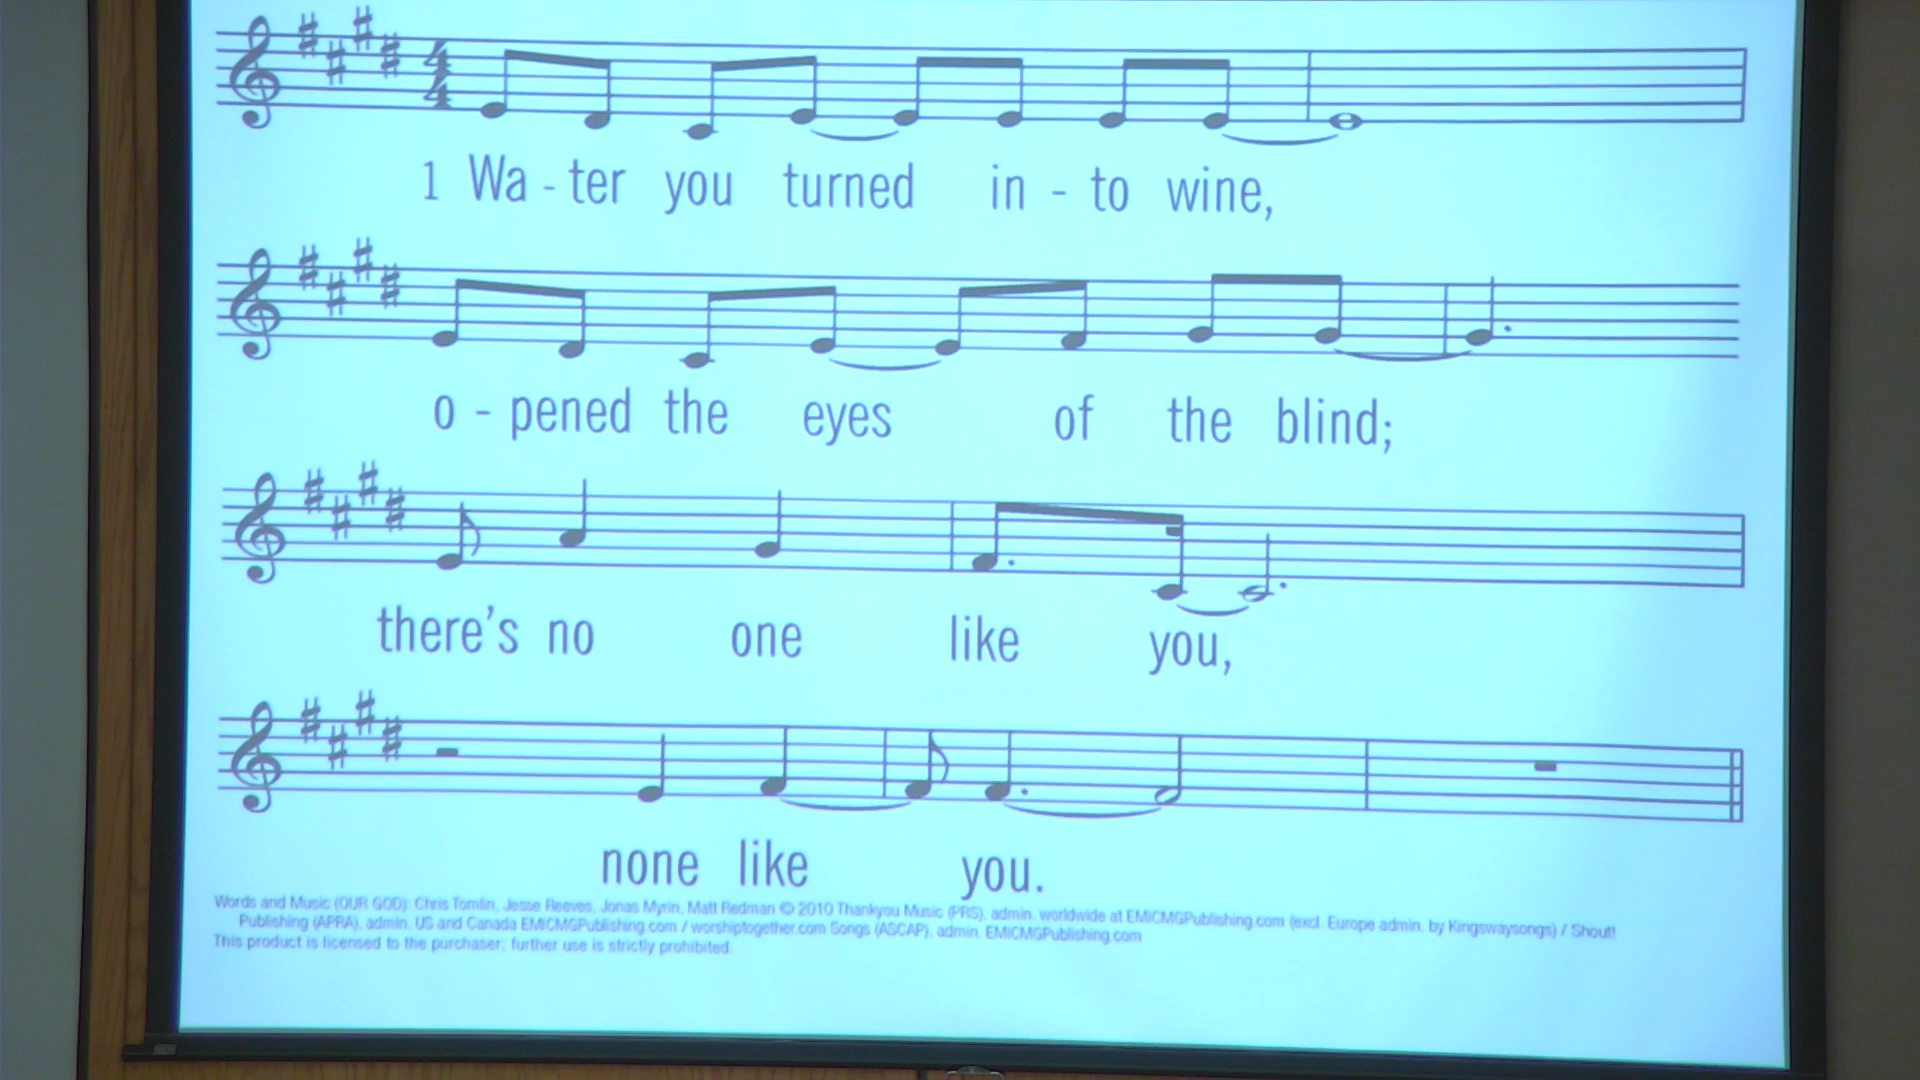 1 Wa - ter you turned in - to wine,
o - pened the eyes of the blind;
there's no one like you,
none like you.
Words and Music (OUR GOD): Chris Tomlin, Jesse Reeves, Jonas Myrin, Matt Redman © 2010 Thankyou Music (PRS), admin. worldwide at EMICMGPublishing.com (excl. Europe admin. by Kingswaysongs) / Shout!
Publishing (APRA), admin. US and Canada EMICMGPublishing.com / worshiptogether.com Songs (ASCAP), admin. EMICMGPublishing.com
This product is licensed to the purchaser; further use is strictly prohibited.